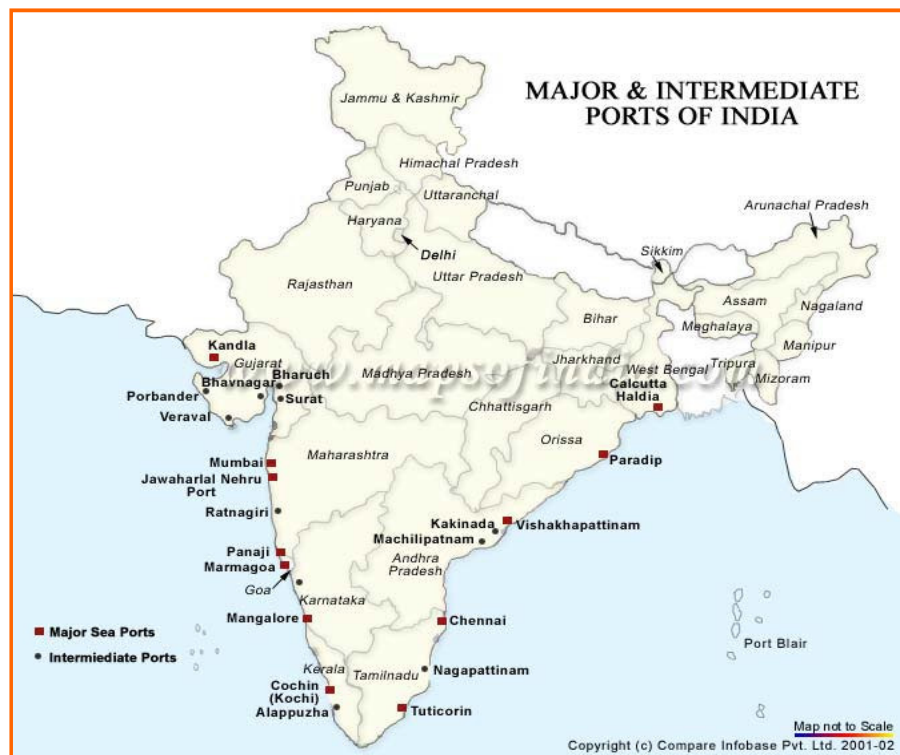 MAJOR & INTERMEDIATE
PORTS OF INDIA
Jammu & Kashmir
Himachal Pradesh
Punjab
Uttaranchal
Haryana
Delhi
Arunachal Pradesh
Sikkim
Rajasthan
Uttar Pradesh
Assam
Nagaland
Bihar
Meghalaya
Manipur
Kandla
Gujarat
Jharkhand
West Bengal
Tripura
Mizoram
Bharuch
Madhya Pradesh
www.mapsofindia.com
Bhavnagar
Calcutta
Haldia
Porbander
Surat
Chhattisgarh
Veraval
Orissa
Maharashtra
Paradip
Mumbai
Jawaharlal Nehru
Port
Ratnagiri
Kakinada
Vishakhapattinam
Machilipatnam
Panaji
Andhra
Pradesh
Marmagoa
Goa
Karnataka
Mangalore
Chennai
Major Sea Ports
Intermiediate Ports
Port Blair
Kerala
Tamilnadu
Nagapattinam
Cochin
(Kochi)
Alappuzha
Tuticorin
Map not to Scale
Copyright (c) Compare Infobase Pvt. Ltd. 2001-02